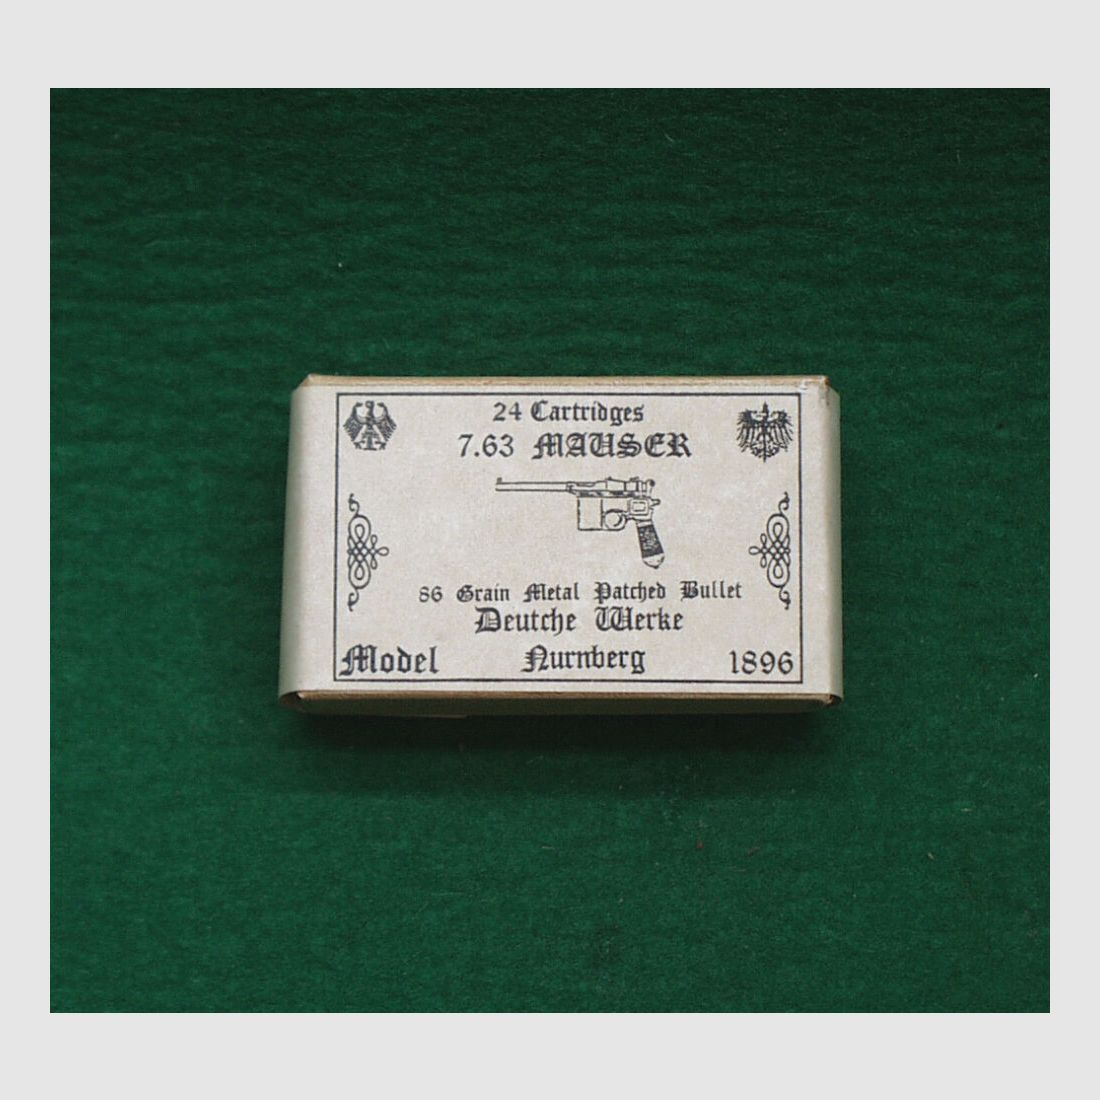 24 Cartridges
7.63 MAUSER
86 Grain Metal Patched Bullet
Deutche Werke
Model Nurnberg 1896